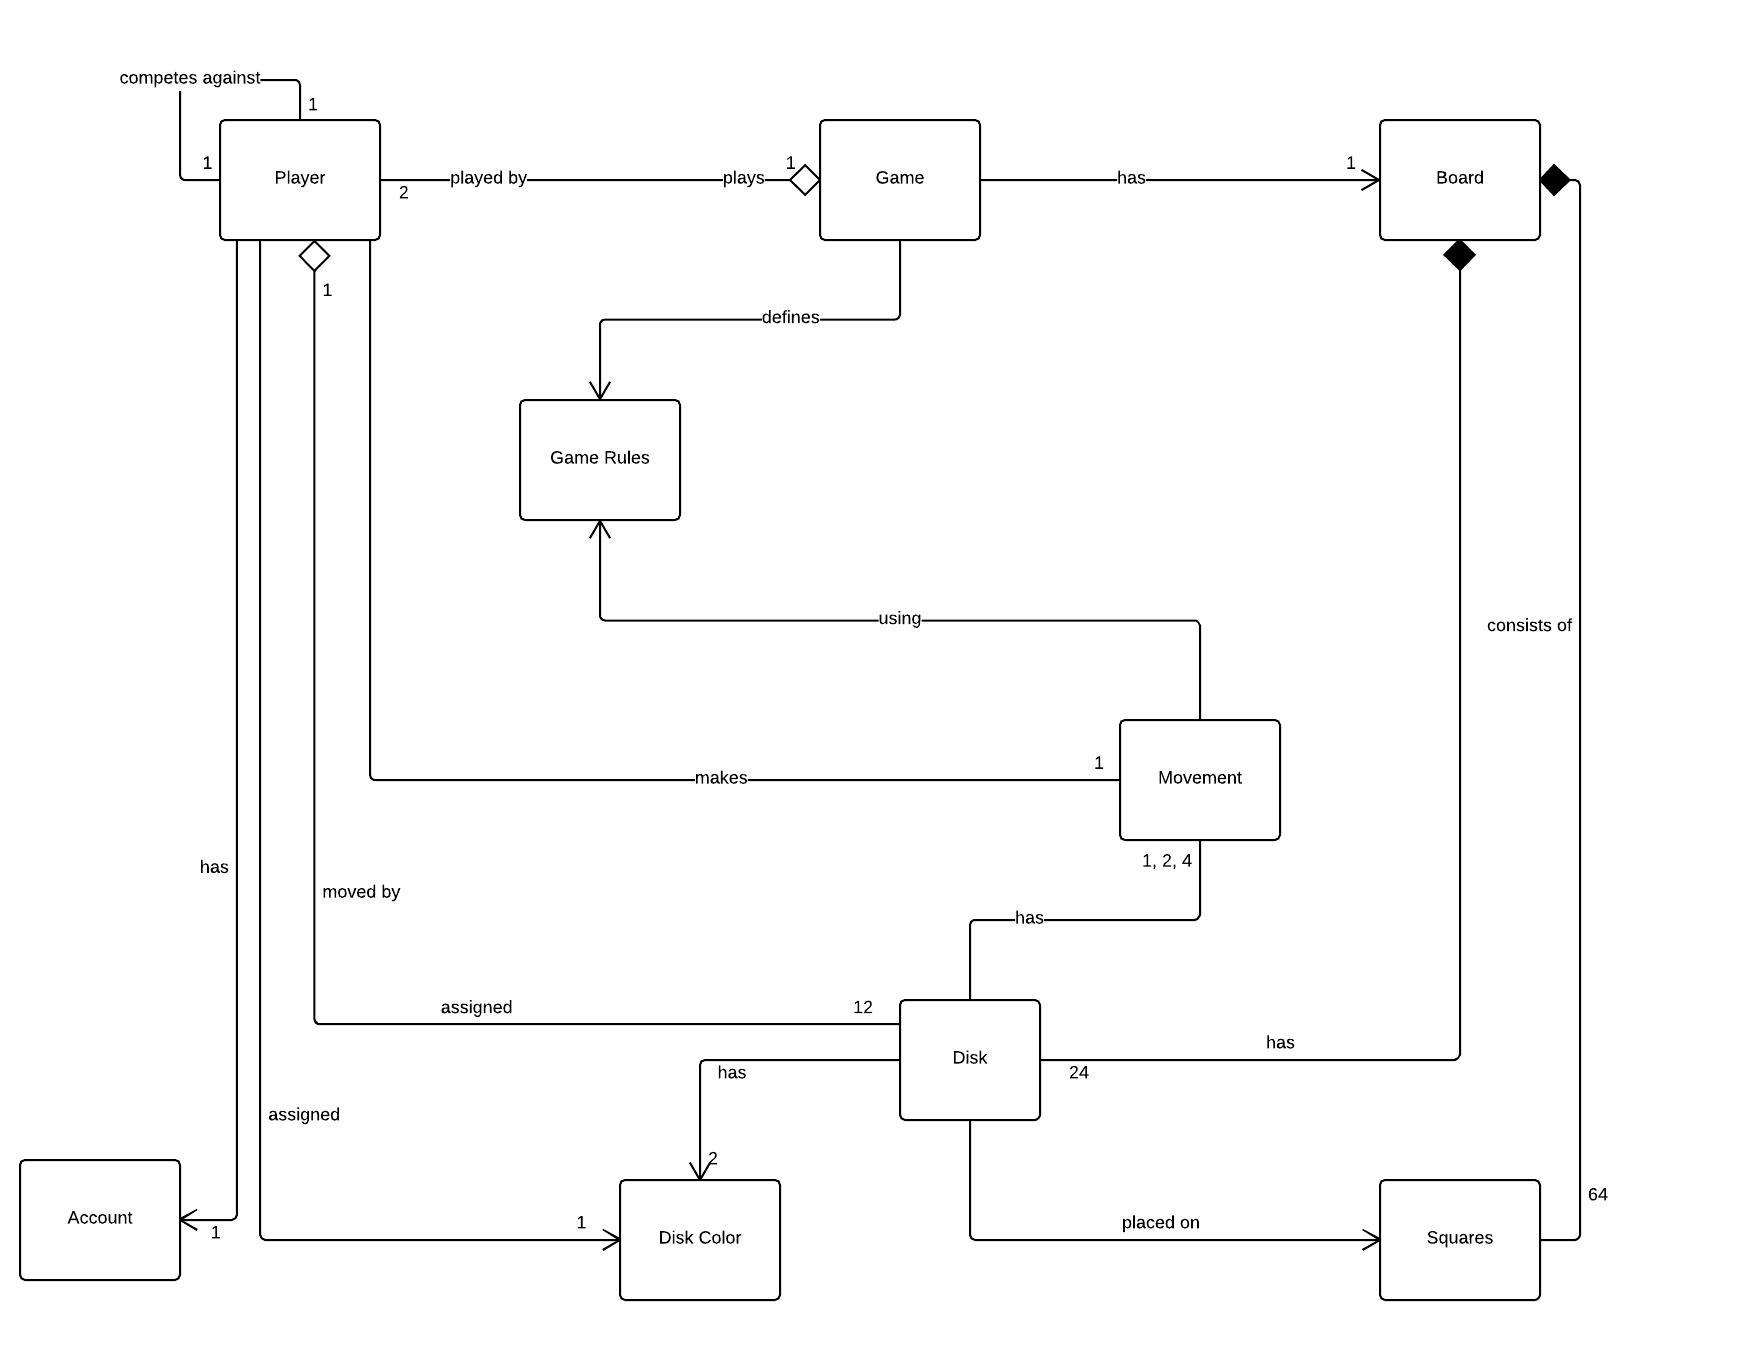 competes against
1
1
Player
2
played by
plays
1
Game
has
1
Board
1
defines
Game Rules
using
consists of
makes
1
Movement
1, 2, 4
has
moved by
has
assigned
12
Disk
has
24
has
assigned
2
Account
1
1
Disk Color
placed on
Squares
64